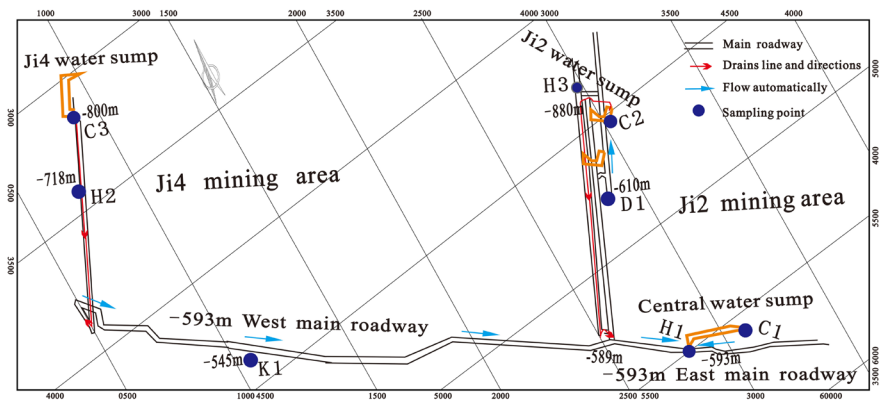 1000
3000
1500
2000
3500
2500
4000
3000
3500
4000
Ji4 water sump
Ji2 water sump
Main roadway
Drains line and directions
Flow automatically
Sampling point
5000
3000
-800m
C3
H3
-880m
C2
4000
-718m
H2
0500
Ji4 mining area
-610m
D1
Ji2 mining area
5500
3500
Central water sump
-593m West main roadway
H1
C1
-545m
K1
-589m
-593m
-593m East main roadway
3500
6000
4000
0500
1000
4500
1500
5000
2000
2500
5500
3000
60000